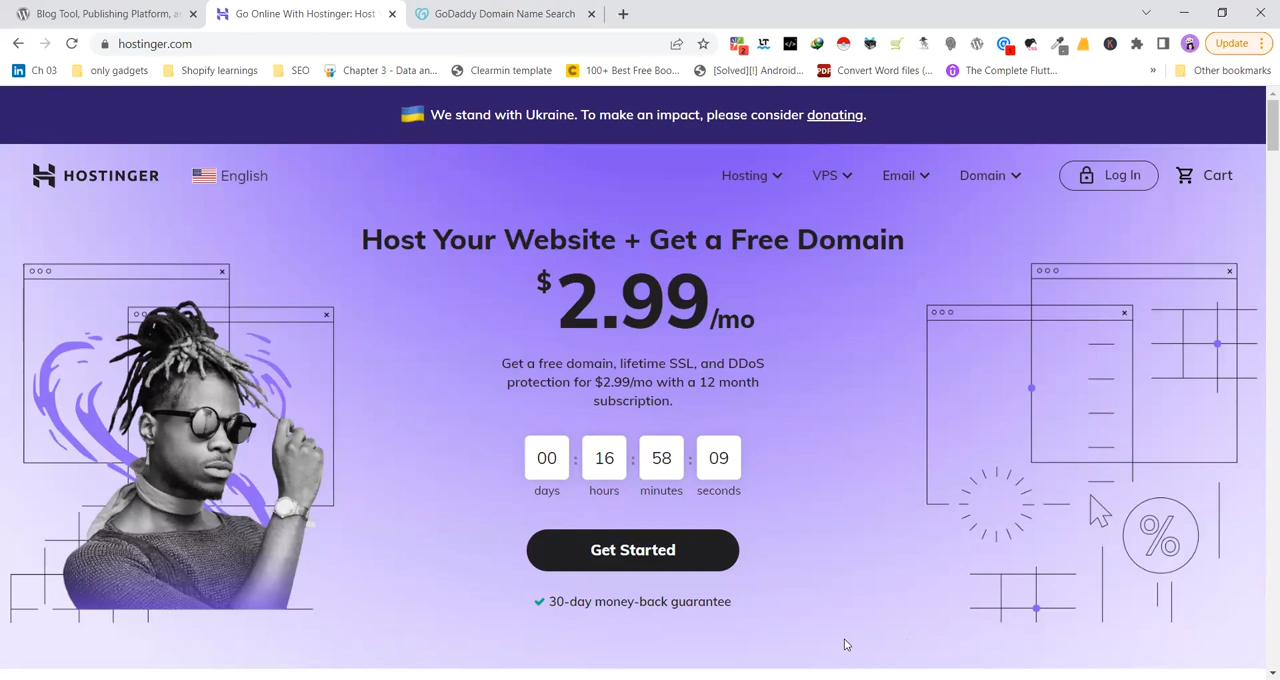 Blog Tool, Publishing Platform, a
Go Online With Hostinger: Host
GoDaddy Domain Name Search
hostinger.com
2
1
Update
Ch 03
only gadgets
Shopify learnings
SEO
Chapter 3 - Data an...
Clasrmin template
100+ Best Free Boo...
[Solved][!] Android...
PDF
Convert Word files (...
The Complete Flutt...
»
Other bookmarks
We stand with Ukraine. To make an impact, please consider donating.
HOSTINGER
English
Hosting
VPS
Email
Domain
Log In
Cart
Host Your Website + Get a Free Domain
$2.99/mo
Get a free domain, lifetime SSL, and DDoS
protection for $2.99/mo with a 12 month
subscription.
00 : 16 : 58 : 09
days hours minutes seconds
Get Started
30-day money-back guarantee
%